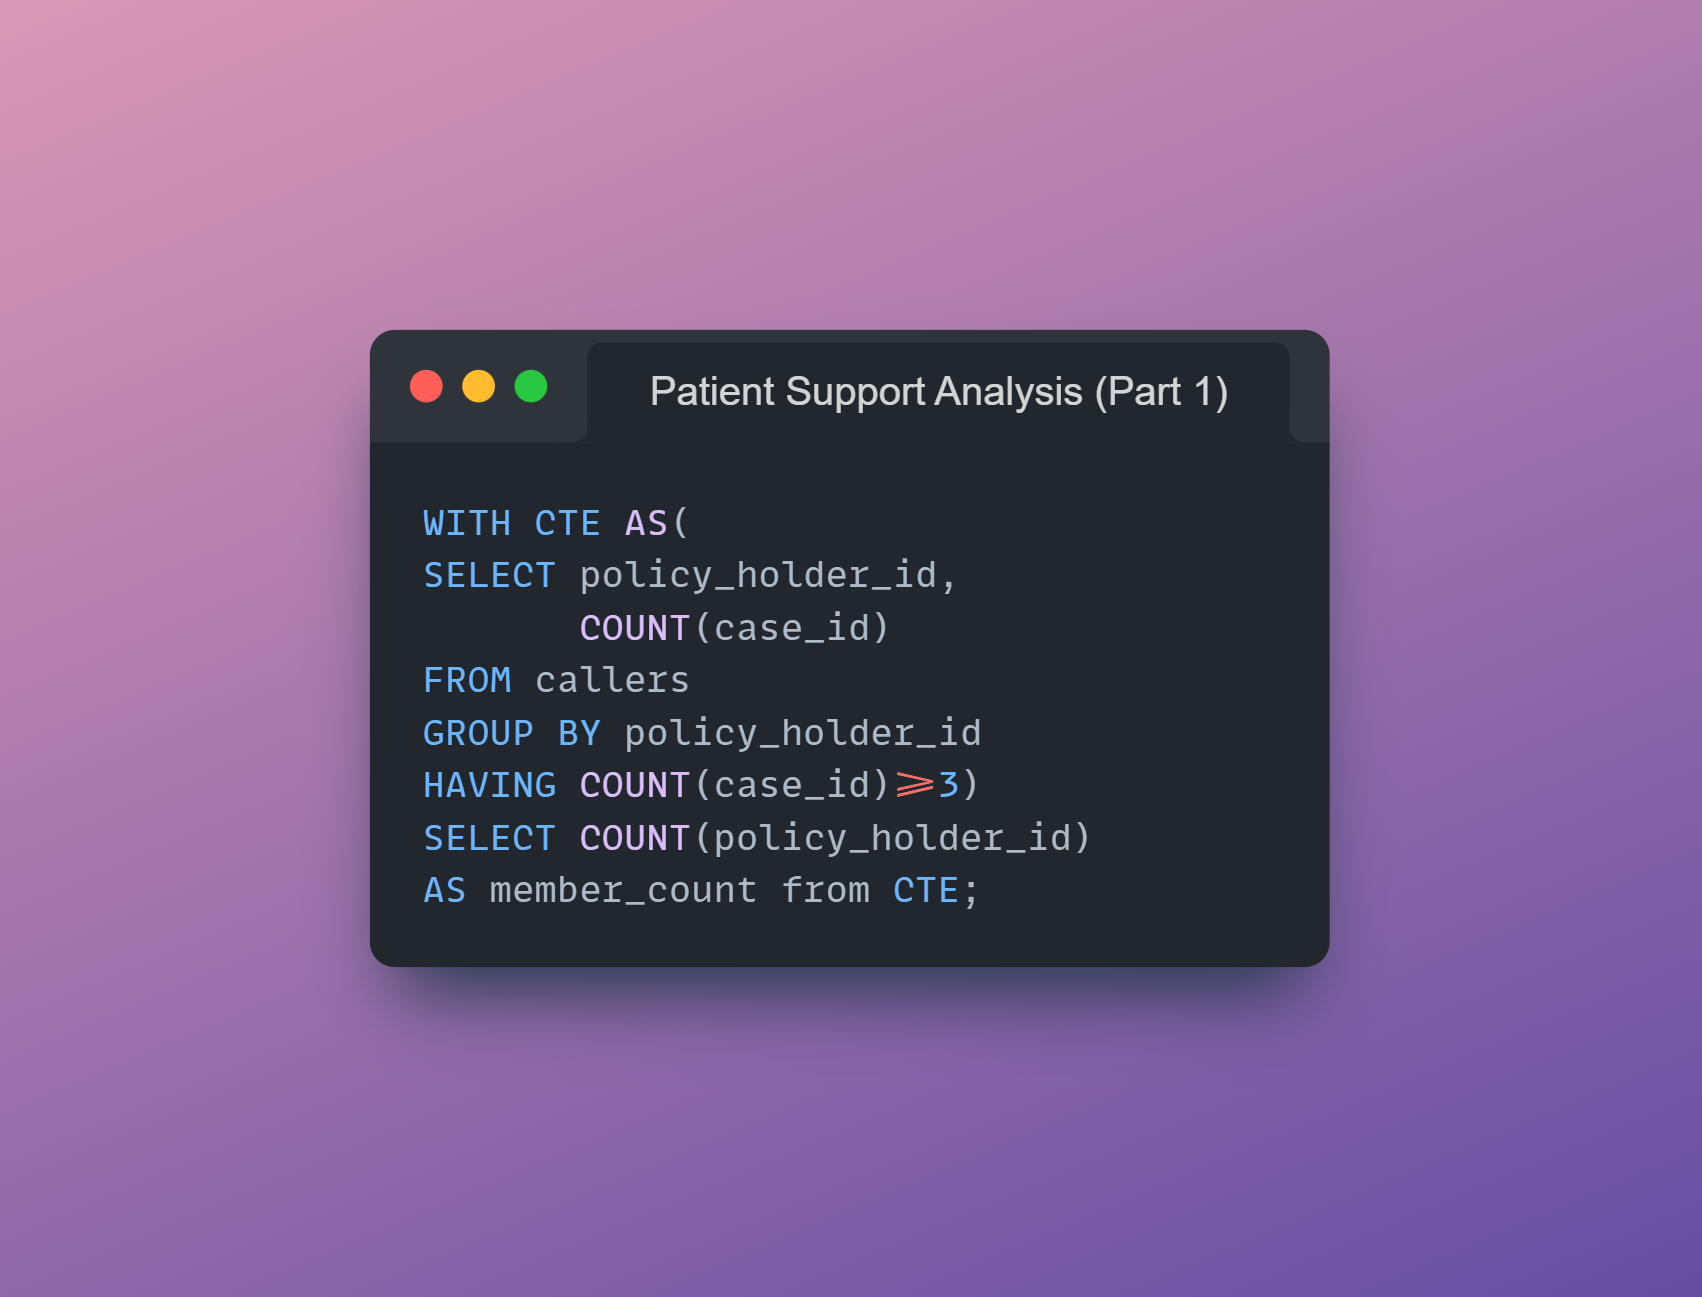 Patient Support Analysis (Part 1)
WITH CTE AS(
SELECT policy_holder_id,
       COUNT(case_id)
FROM callers
GROUP BY policy_holder_id
HAVING COUNT(case_id)>=3)
SELECT COUNT(policy_holder_id)
AS member_count from CTE;